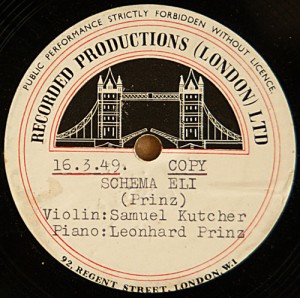 PUBLIC PERFORMANCE STRICTLY FORBIDDEN WITHOUT LICENCE.
RECORDED PRODUCTIONS (LONDON) LTD
16.3.49. COPY
SCHEMA ELI
(Prinz)
Violin:Samuel Kutcher
Piano:Leonhard Prinz
92, REGENT STREET, LONDON, W.1